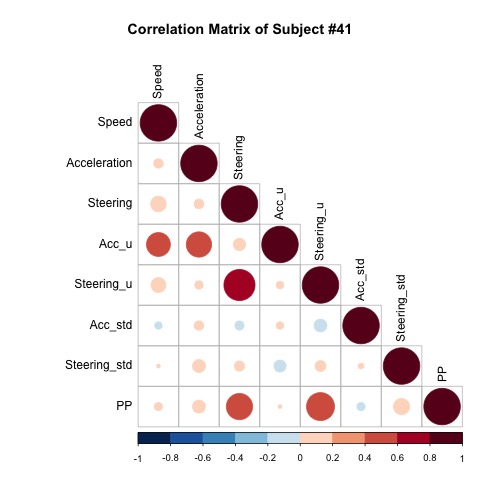 Correlation Matrix of Subject #41
Speed
Acceleration
Steering
Acc_u
Steering_u
Acc_std
Steering_std
PP
Speed
Acceleration
Steering
Acc_u
Steering_u
Acc_std
Steering_std
PP
-1 -0.8 -0.6 -0.4 -0.2 0 0.2 0.4 0.6 0.8 1